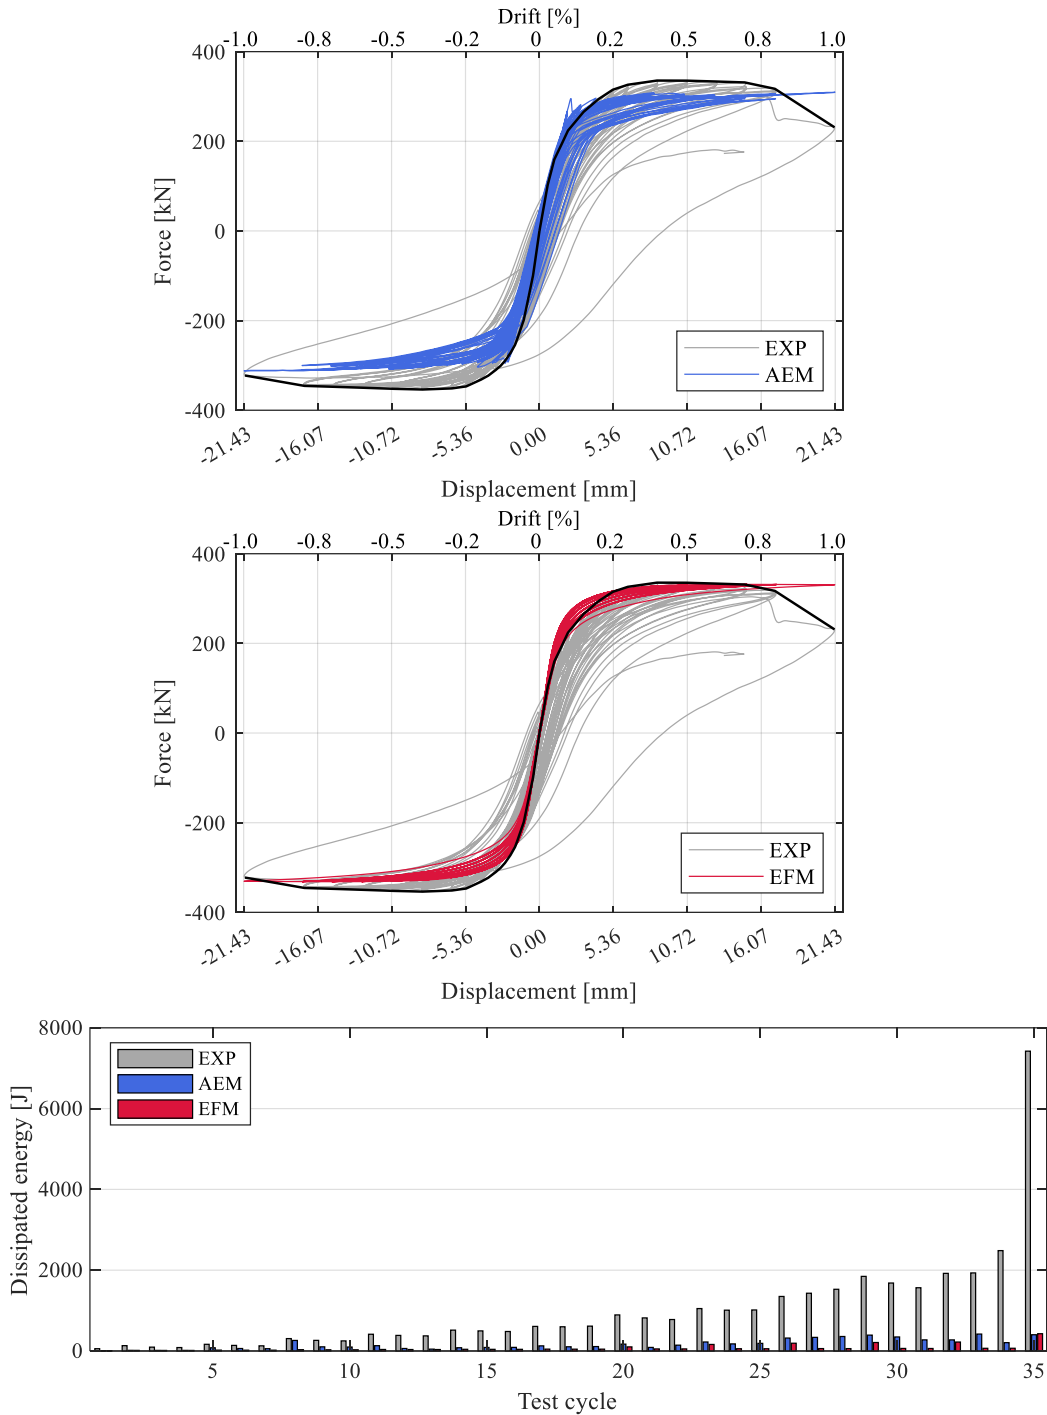 Drift [%]
-1.0 -0.8 -0.5 -0.2 0 0.2 0.5 0.8 1.0
400
200
0
-200
-400
Force [kN]
EXP
AEM
-21.43 -16.07 -10.72 -5.36 0.00 5.36 10.72 16.07 21.43
Displacement [mm]
Drift [%]
-1.0 -0.8 -0.5 -0.2 0 0.2 0.5 0.8 1.0
400
200
0
-200
-400
Force [kN]
EXP
EFM
-21.43 -16.07 -10.72 -5.36 0.00 5.36 10.72 16.07 21.43
Displacement [mm]
8000
6000
4000
2000
0
Dissipated energy [J]
EXP
AEM
EFM
5 10 15 20 25 30 35
Test cycle